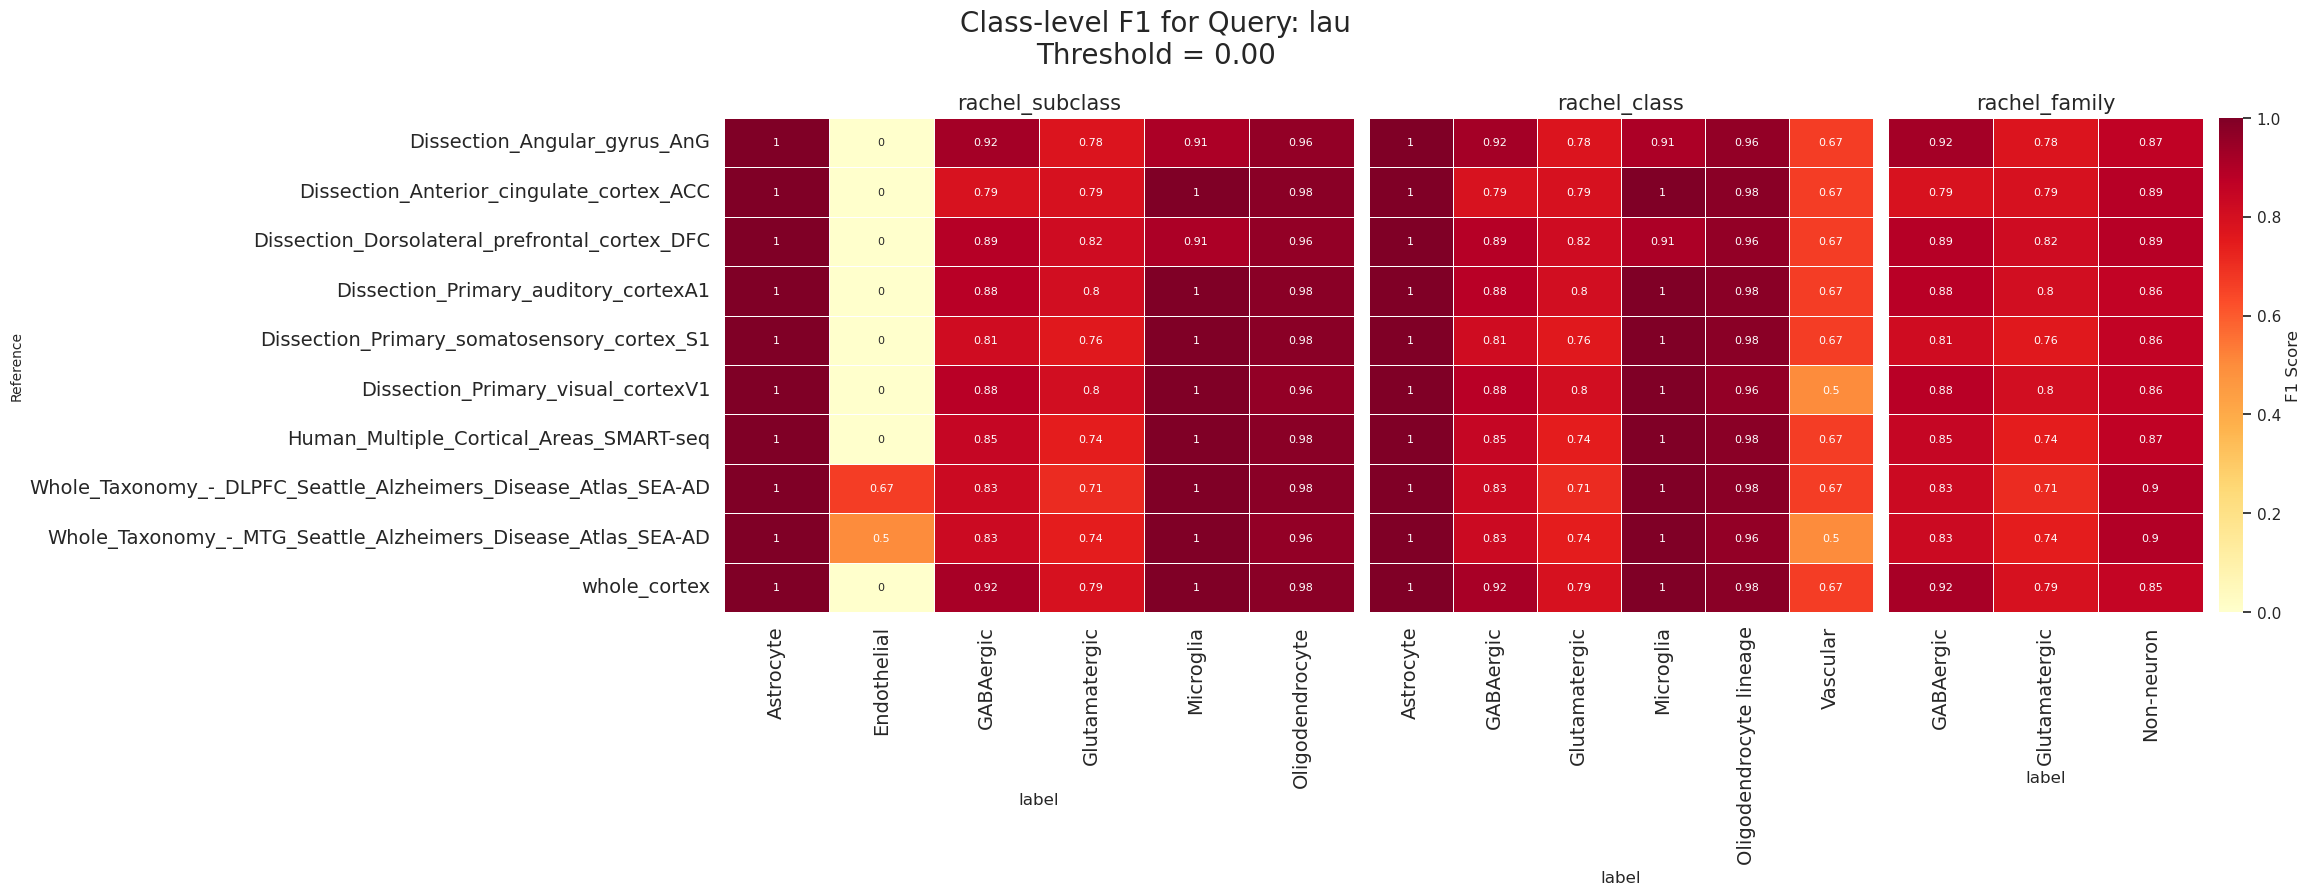 Class-level F1 for Query: lau
Threshold = 0.00
rachel_subclass
rachel_class
rachel_family
Reference
Dissection_Angular_gyrus_AnG 1 0 0.92 0.78 0.91 0.96 1 0.92 0.78 0.91 0.96 0.67 0.92 0.78 0.87
Dissection_Anterior_cingulate_cortex_ACC 1 0 0.79 0.79 1 0.98 1 0.79 0.79 1 0.98 0.67 0.79 0.79 0.89
Dissection_Dorsolateral_prefrontal_cortex_DFC 1 0 0.89 0.82 0.91 0.96 1 0.89 0.82 0.91 0.96 0.67 0.89 0.82 0.89
Dissection_Primary_auditory_cortexA1 1 0 0.88 0.8 1 0.98 1 0.88 0.8 1 0.98 0.67 0.88 0.8 0.86
Dissection_Primary_somatosensory_cortex_S1 1 0 0.81 0.76 1 0.98 1 0.81 0.76 1 0.98 0.67 0.81 0.76 0.86
Dissection_Primary_visual_cortexV1 1 0 0.88 0.8 1 0.96 1 0.88 0.8 1 0.96 0.5 0.88 0.8 0.86
Human_Multiple_Cortical_Areas_SMART-seq 1 0 0.85 0.74 1 0.98 1 0.85 0.74 1 0.98 0.67 0.85 0.74 0.87
Whole_Taxonomy_-_DLPFC_Seattle_Alzheimers_Disease_Atlas_SEA-AD 1 0.67 0.83 0.71 1 0.98 1 0.83 0.71 1 0.98 0.67 0.83 0.71 0.9
Whole_Taxonomy_-_MTG_Seattle_Alzheimers_Disease_Atlas_SEA-AD 1 0.5 0.83 0.74 1 0.96 1 0.83 0.74 1 0.96 0.5 0.83 0.74 0.9
whole_cortex 1 0 0.92 0.79 1 0.98 1 0.92 0.79 1 0.98 0.67 0.92 0.79 0.85
Astrocyte
Endothelial
GABAergic
Glutamatergic
Microglia
Oligodendrocyte
label
Astrocyte
GABAergic
Glutamatergic
Microglia
Oligodendrocyte lineage
Vascular
label
GABAergic
Glutamatergic
Non-neuron
label
1.0
0.8
0.6
0.4
0.2
0.0
F1 Score